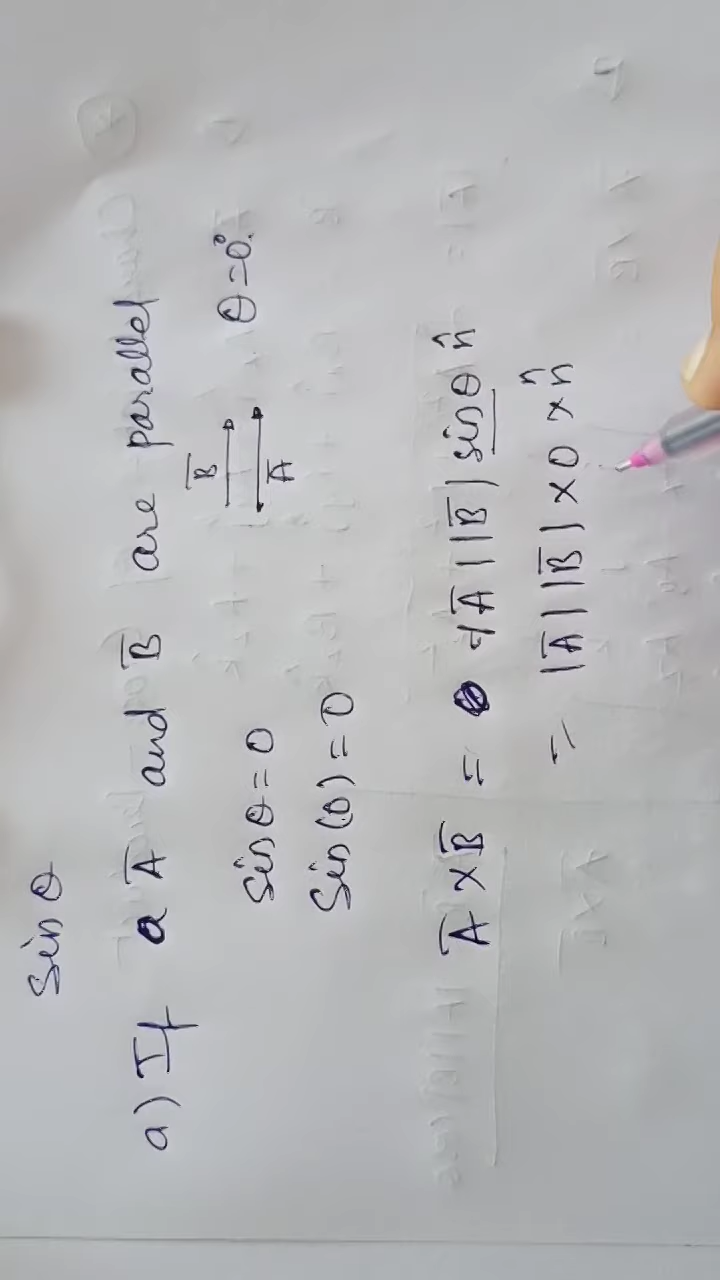 Sin θ
a) If a A̅ and B̅ are parallel
B̅
A̅
θ=0°.
Sin θ = 0
Sin(0) = 0
A̅ × B̅ = |A̅||B̅| sin θ n̂
= |A̅||B̅| × 0 × n̂